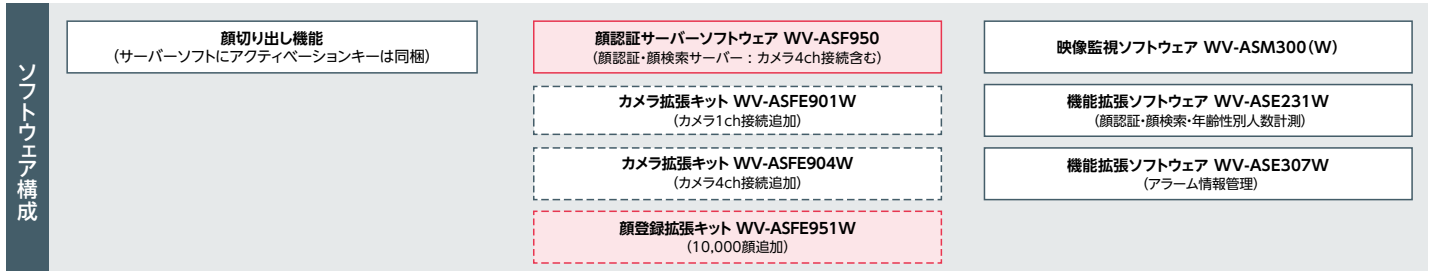 ソフトウェア構成
顔切り出し機能
(サーバーソフトにアクティベーションキーは同梱)
顔認証サーバーソフトウェア WV-ASF950
(顔認証・顔検索サーバー:カメラ4ch接続含む)
カメラ拡張キット WV-ASFE901W
(カメラ1ch接続追加)
カメラ拡張キット WV-ASFE904W
(カメラ4ch接続追加)
顔登録拡張キット WV-ASFE951W
(10,000顔追加)
映像監視ソフトウェア WV-ASM300(W)
機能拡張ソフトウェア WV-ASE231W
(顔認証・顔検索・年齢性別人数計測)
機能拡張ソフトウェア WV-ASE307W
(アラーム情報管理)